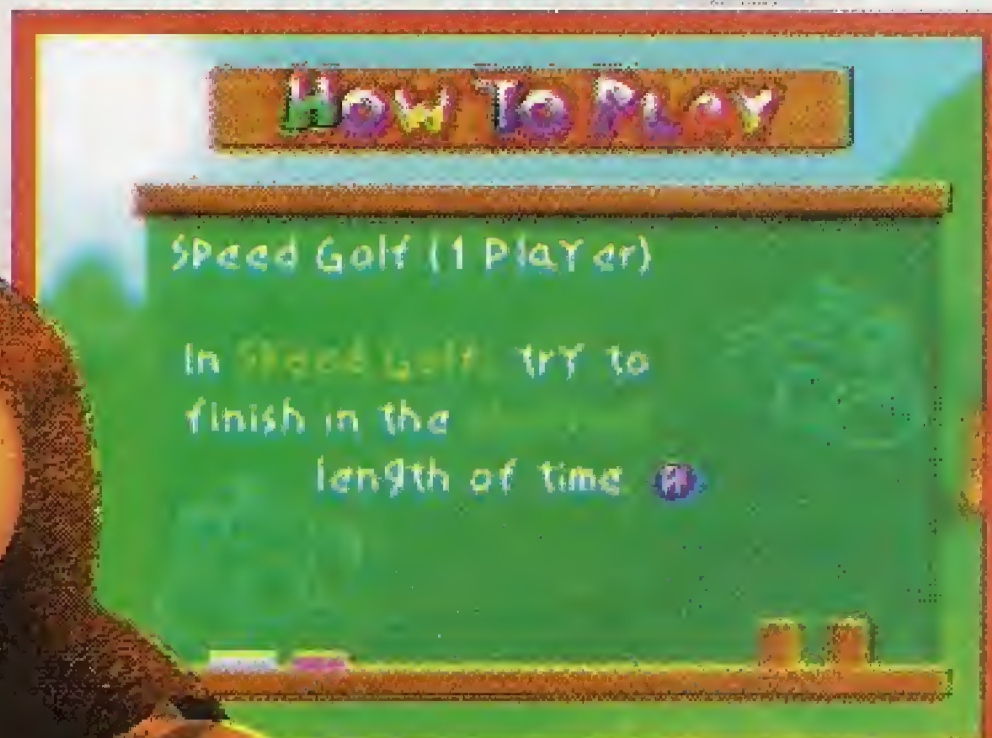 How To Play
Speed Golf (1 Player)
In Speed Golf, try to
finish in the
length of time A